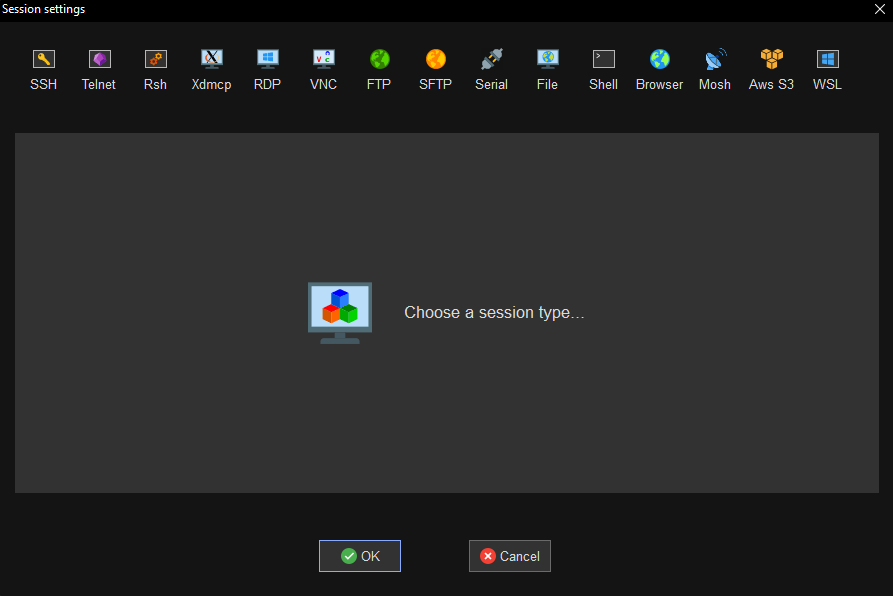 Session settings
SSH Telnet Rsh Xdmcp RDP VNC FTP SFTP Serial File Shell Browser Mosh Aws S3 WSL
Choose a session type...
OK Cancel